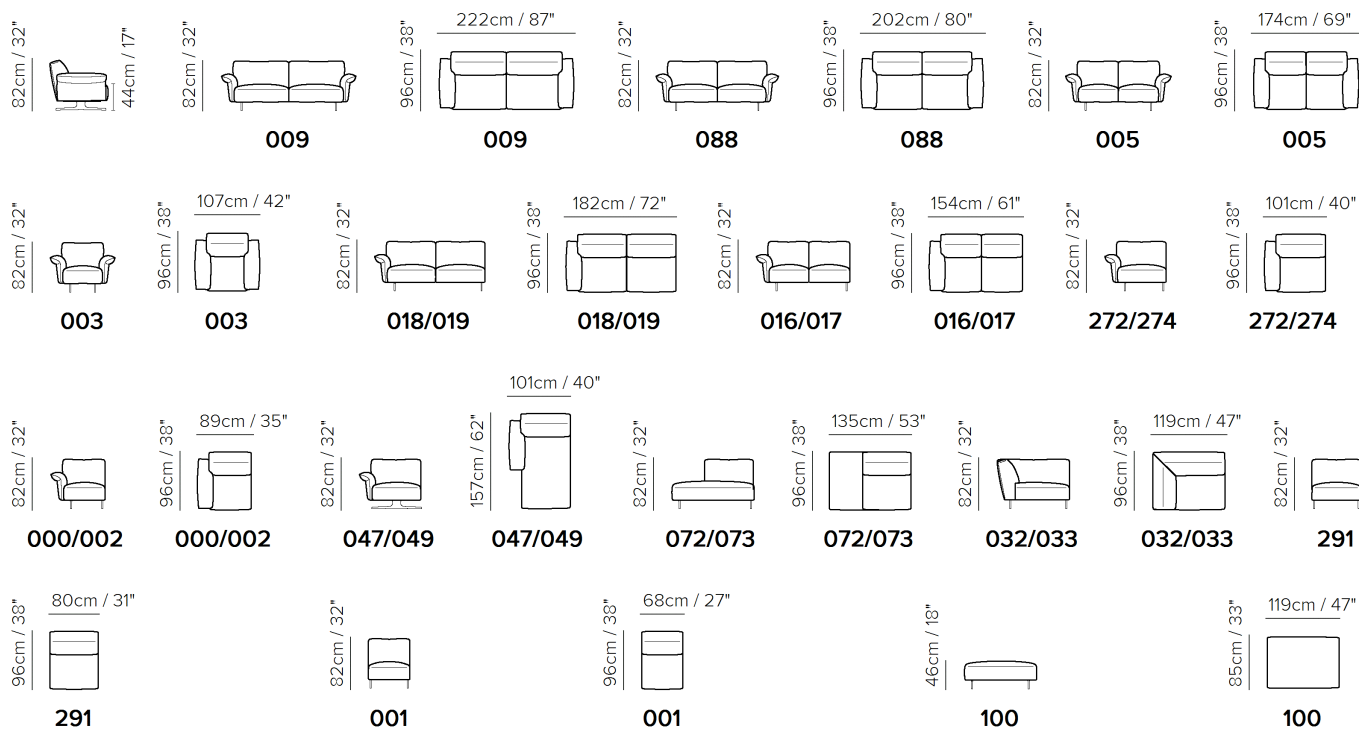 82cm / 32"
44cm / 17"
82cm / 32"
009
96cm / 38"
222cm / 87"
009
82cm / 32"
088
96cm / 38"
202cm / 80"
088
82cm / 32"
005
96cm / 38"
174cm / 69"
005
82cm / 32"
003
96cm / 38"
107cm / 42"
003
82cm / 32"
018/019
96cm / 38"
182cm / 72"
018/019
82cm / 32"
016/017
96cm / 38"
154cm / 61"
016/017
82cm / 32"
272/274
96cm / 38"
101cm / 40"
272/274
82cm / 32"
000/002
96cm / 38"
89cm / 35"
000/002
82cm / 32"
047/049
157cm / 62"
101cm / 40"
047/049
82cm / 32"
072/073
96cm / 38"
135cm / 53"
072/073
82cm / 32"
032/033
96cm / 38"
119cm / 47"
032/033
82cm / 32"
291
96cm / 38"
80cm / 31"
291
82cm / 32"
001
96cm / 38"
68cm / 27"
001
46cm / 18"
100
85cm / 33"
119cm / 47"
100